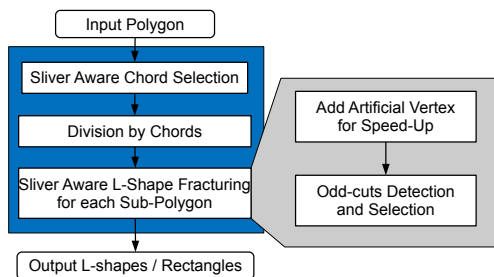 Input Polygon
Sliver Aware Chord Selection
Division by Chords
Sliver Aware L-Shape Fracturing
for each Sub-Polygon
Output L-shapes / Rectangles
Add Artificial Vertex
for Speed-Up
Odd-cuts Detection
and Selection